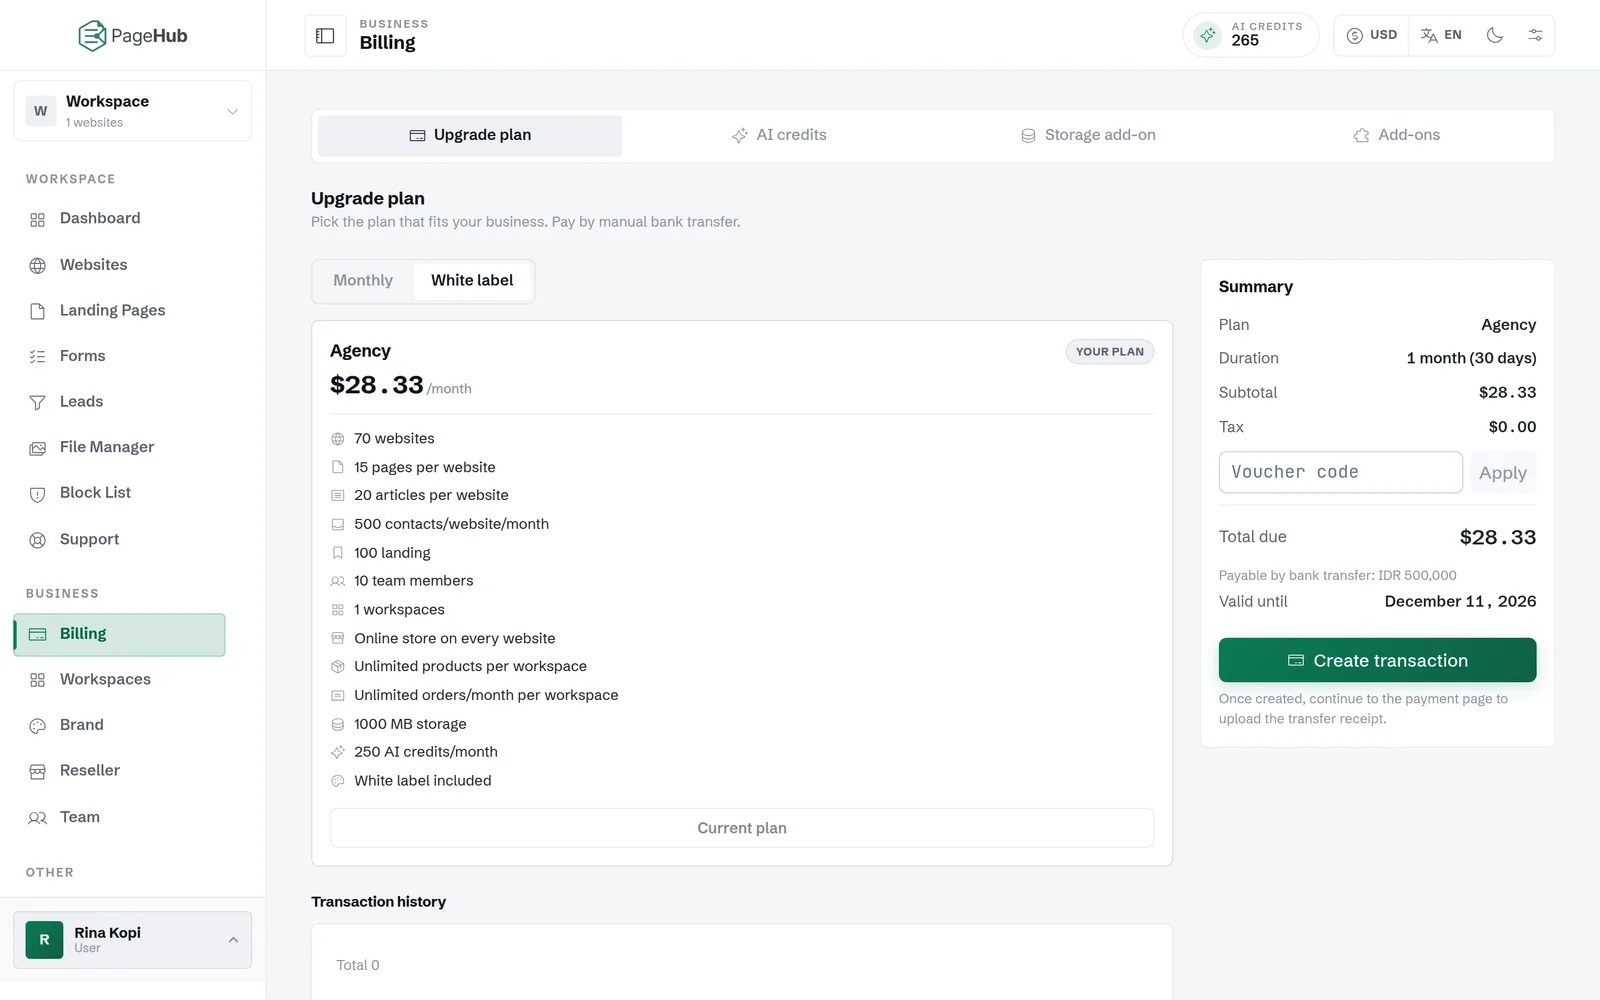 PageHub
BUSINESS
Billing
AI CREDITS
265
USD
EN
W
Workspace
1 websites
WORKSPACE
Dashboard
Websites
Landing Pages
Forms
Leads
File Manager
Block List
Support
BUSINESS
Billing
Workspaces
Brand
Reseller
Team
OTHER
R
Rina Kopi
User
Upgrade plan
AI credits
Storage add-on
Add-ons
Upgrade plan
Pick the plan that fits your business. Pay by manual bank transfer.
Monthly
White label
Agency
YOUR PLAN
$28.33/month
70 websites
15 pages per website
20 articles per website
500 contacts/website/month
100 landing
10 team members
1 workspaces
Online store on every website
Unlimited products per workspace
Unlimited orders/month per workspace
1000 MB storage
250 AI credits/month
White label included
Current plan
Transaction history
Total 0
Summary
Plan Agency
Duration 1 month (30 days)
Subtotal $28.33
Tax $0.00
Voucher code Apply
Total due $28.33
Payable by bank transfer: IDR 500,000
Valid until December 11, 2026
Create transaction
Once created, continue to the payment page to
upload the transfer receipt.